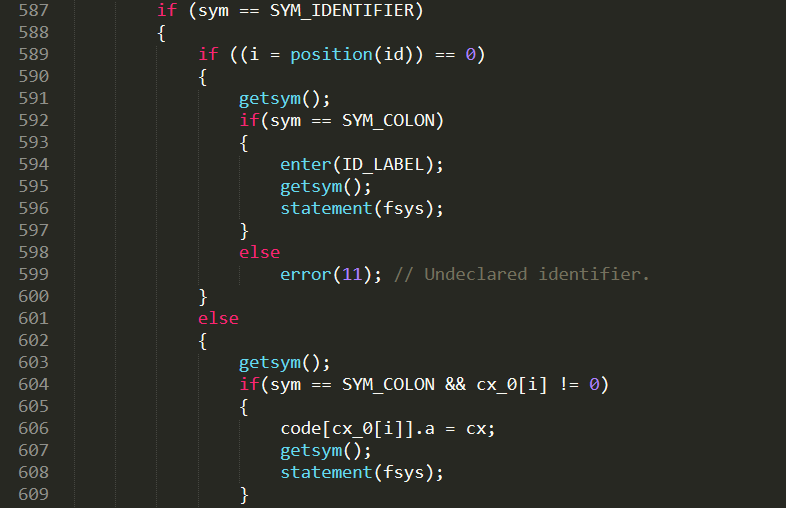 587 if (sym == SYM_IDENTIFIER)
588 {
589 if ((i = position(id)) == 0)
590 {
591 getsym();
592 if(sym == SYM_COLON)
593 {
594 enter(ID_LABEL);
595 getsym();
596 statement(fsys);
597 }
598 else
599 error(11); // Undeclared identifier.
600 }
601 else
602 {
603 getsym();
604 if(sym == SYM_COLON && cx_0[i] != 0)
605 {
606 code[cx_0[i]].a = cx;
607 getsym();
608 statement(fsys);
609 }